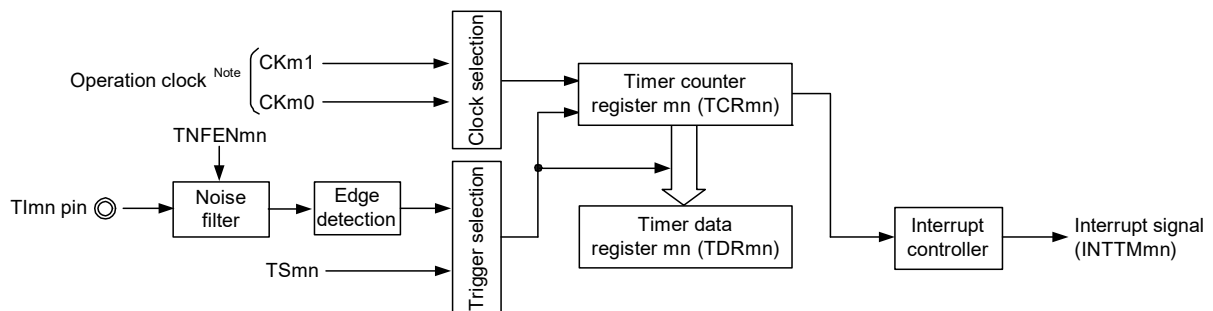 Operation clock Note
CKm1
CKm0
Clock selection
Timer counter
register mn (TCRmn)
TNFENmn
TImn pin
Noise
filter
Edge
detection
Trigger selection
TSmn
Timer data
register mn (TDRmn)
Interrupt
controller
Interrupt signal
(INTTMmn)